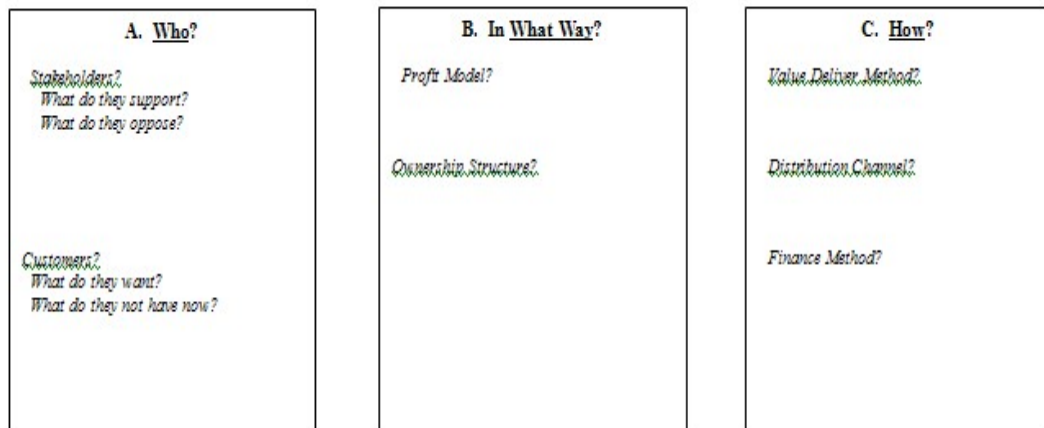 A. Who?
Stakeholders?
What do they support?
What do they oppose?
Customers?
What do they want?
What do they not have now?
B. In What Way?
Profit Model?
Ownership Structure?
C. How?
Value Deliver Method?
Distribution Channel?
Finance Method?